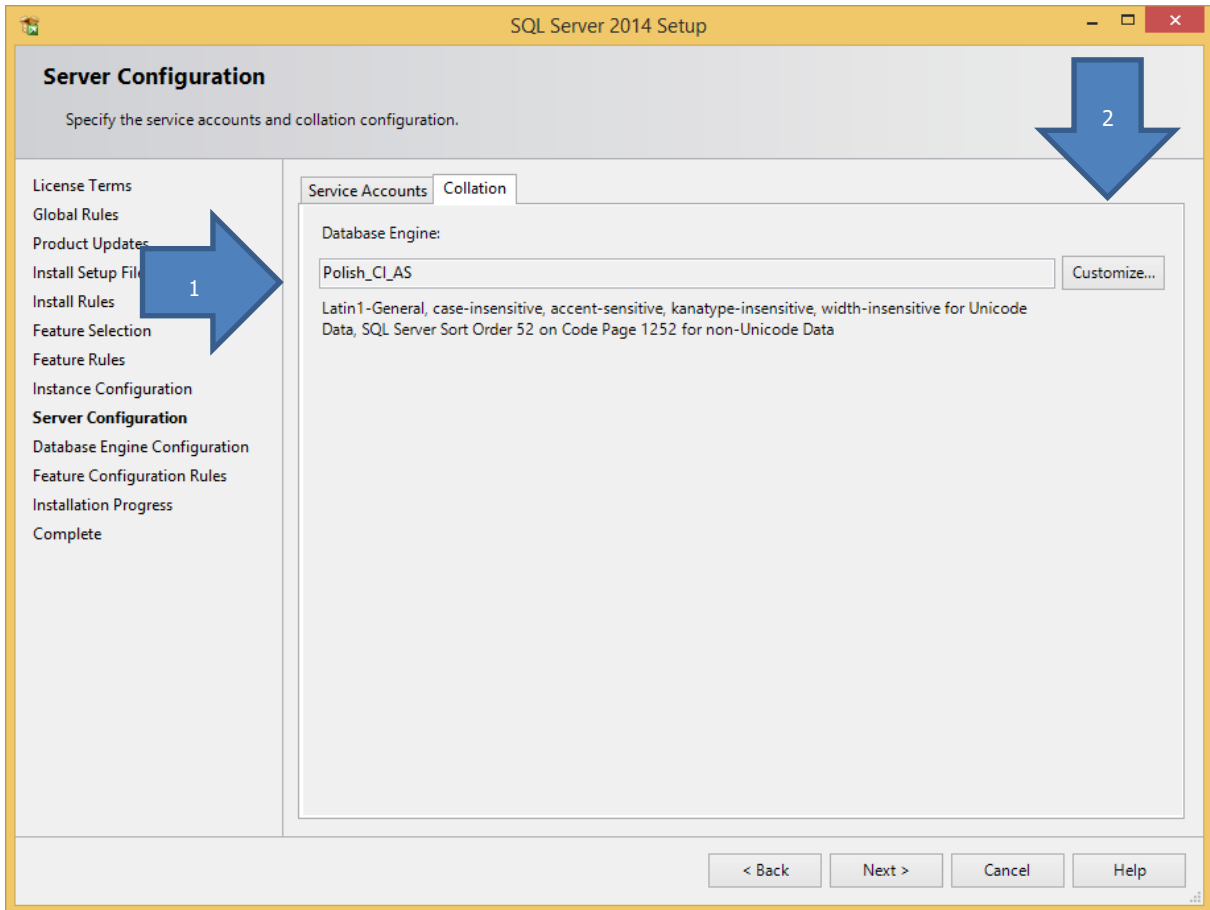 SQL Server 2014 Setup
Server Configuration
Specify the service accounts and collation configuration.
2
License Terms
Global Rules
Product Updates
Install Setup Fil
Install Rules
Feature Selection
Feature Rules
Instance Configuration
Server Configuration
Database Engine Configuration
Feature Configuration Rules
Installation Progress
Complete
1
Service Accounts
Collation
Database Engine:
Polish_CI_AS
Customize...
Latin1-General, case-insensitive, accent-sensitive, kanatype-insensitive, width-insensitive for Unicode
Data, SQL Server Sort Order 52 on Code Page 1252 for non-Unicode Data
< Back
Next >
Cancel
Help